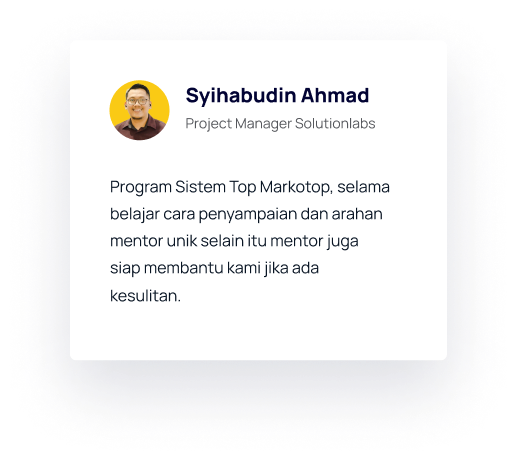 Syihabudin Ahmad
Project Manager Solutionlabs
Program Sistem Top Markotop, selama
belajar cara penyampaian dan arahan
mentor unik selain itu mentor juga
siap membantu kami jika ada
kesulitan.